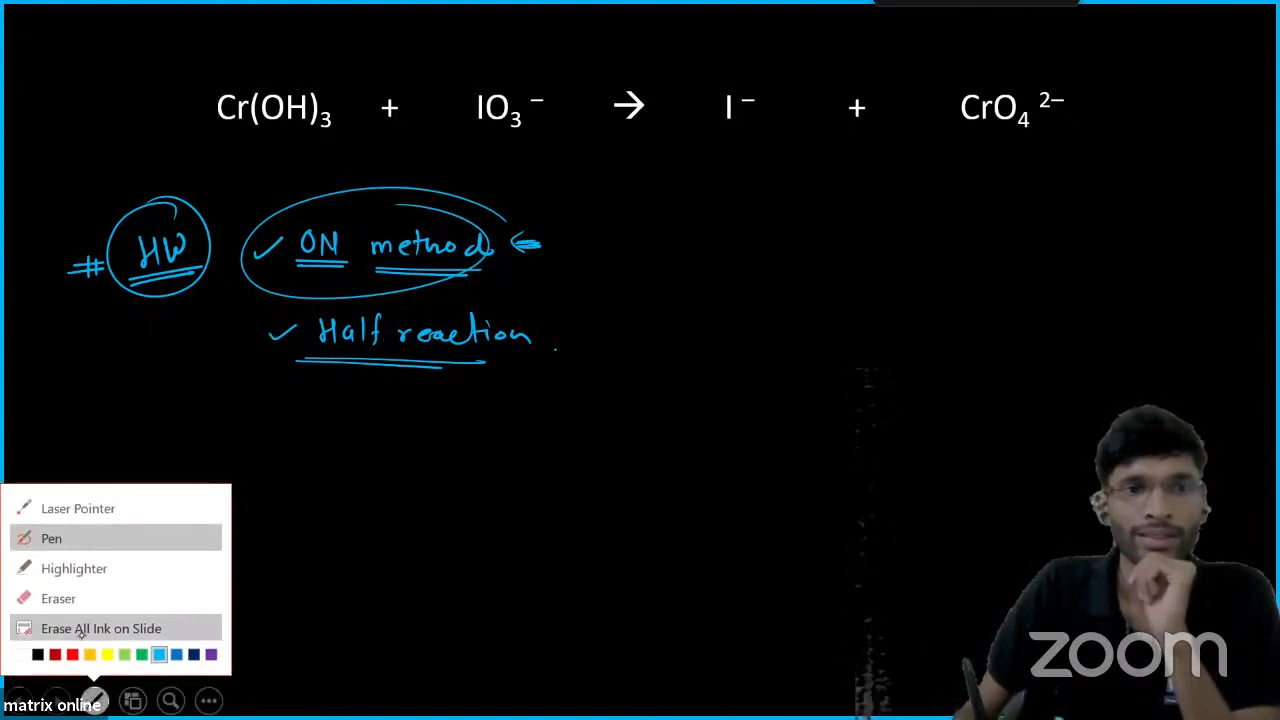 Cr(OH)₃ + IO₃⁻ → I⁻ + CrO₄²⁻
# HW ✓ ON method
✓ Half reaction
Laser Pointer
Pen
Highlighter
Eraser
Erase All Ink on Slide
zoom
matrix online